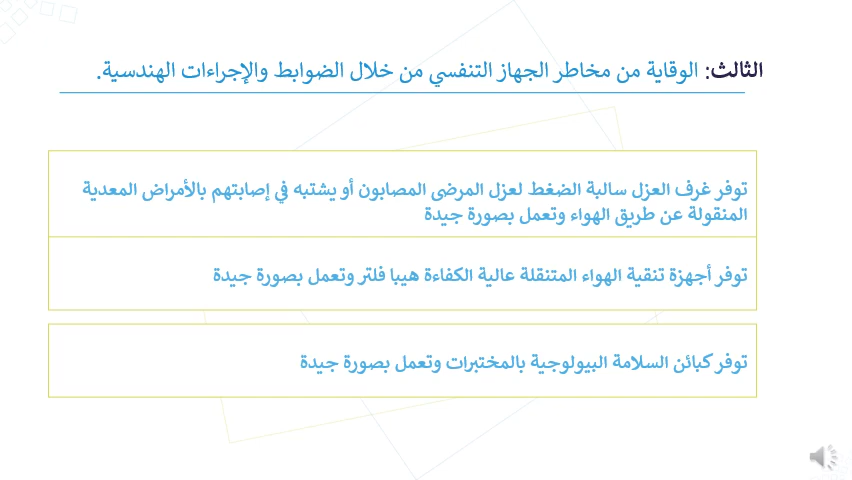 الثالث: الوقاية من مخاطر الجهاز التنفسي من خلال الضوابط والإجراءات الهندسية.
توفر غرف العزل سالبة الضغط لعزل المرضى المصابون أو يشتبه في إصابتهم بالأمراض المعدية
المنقولة عن طريق الهواء وتعمل بصورة جيدة
توفر أجهزة تنقية الهواء المتنقلة عالية الكفاءة هيبا فلتر وتعمل بصورة جيدة
توفر كبائن السلامة البيولوجية بالمختبرات وتعمل بصورة جيدة